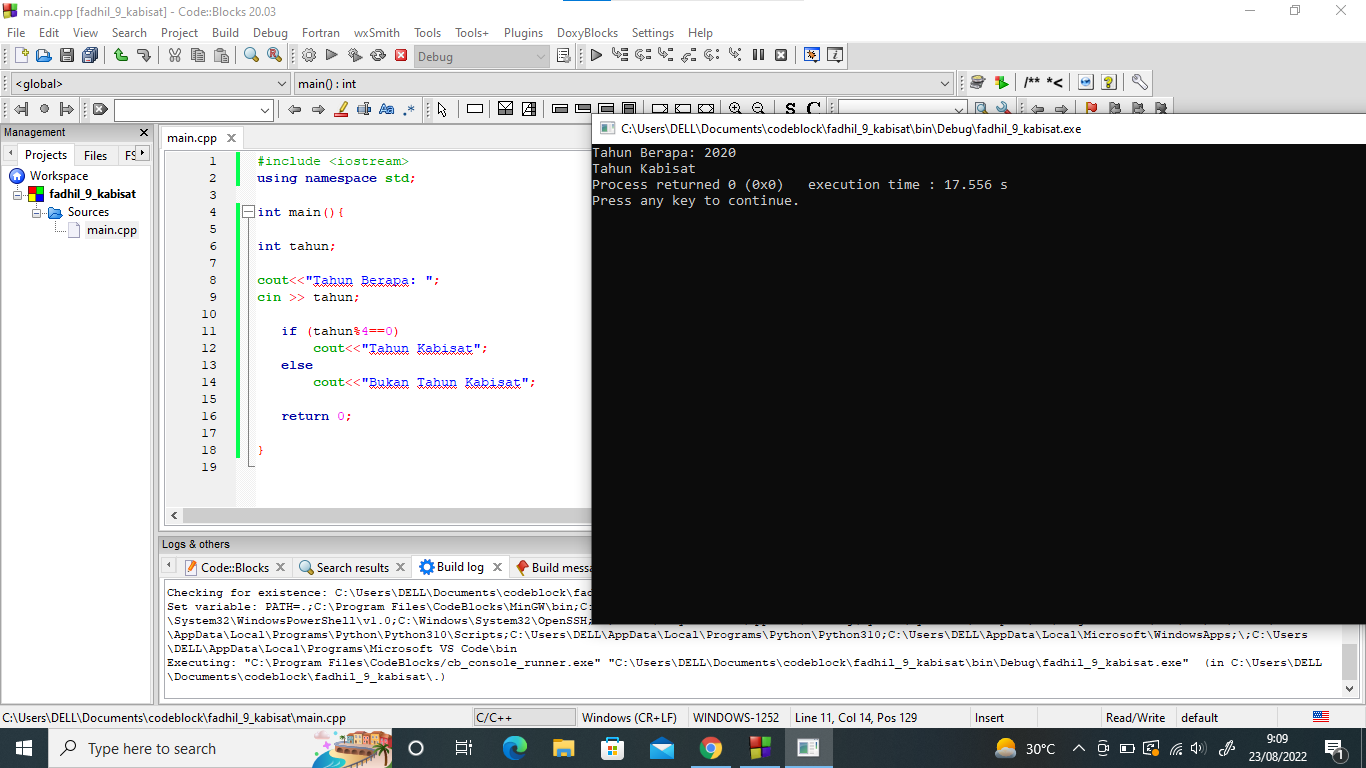 main.cpp [fadhil_9_kabisat] - Code::Blocks 20.03
File Edit View Search Project Build Debug Fortran wxSmith Tools Tools+ Plugins DoxyBlocks Settings Help
Debug
<global>
main() : int
/** *<
Aa .*
S C
Management
main.cpp
C:\Users\DELL\Documents\codeblock\fadhil_9_kabisat\bin\Debug\fadhil_9_kabisat.exe
Projects Files FS
Workspace
fadhil_9_kabisat
Sources
main.cpp
1 #include <iostream>
2 using namespace std;
3
4 int main(){
5
6 int tahun;
7
8 cout<<"Tahun Berapa: ";
9 cin >> tahun;
10
11 if (tahun%4==0)
12 cout<<"Tahun Kabisat";
13 else
14 cout<<"Bukan Tahun Kabisat";
15
16 return 0;
17
18 }
19
Tahun Berapa: 2020
Tahun Kabisat
Process returned 0 (0x0)   execution time : 17.556 s
Press any key to continue.
Logs & others
Code::Blocks Search results Build log Build messa
Checking for existence: C:\Users\DELL\Documents\codeblock\fad
Set variable: PATH=.;C:\Program Files\CodeBlocks\MinGW\bin;C:
\System32\WindowsPowerShell\v1.0;C:\Windows\System32\OpenSSH;
\AppData\Local\Programs\Python\Python310\Scripts;C:\Users\DELL\AppData\Local\Programs\Python\Python310;C:\Users\DELL\AppData\Local\Microsoft\WindowsApps;\;C:\Users
\DELL\AppData\Local\Programs\Microsoft VS Code\bin
Executing: "C:\Program Files\CodeBlocks/cb_console_runner.exe" "C:\Users\DELL\Documents\codeblock\fadhil_9_kabisat\bin\Debug\fadhil_9_kabisat.exe"  (in C:\Users\DELL
\Documents\codeblock\fadhil_9_kabisat\.)
C:\Users\DELL\Documents\codeblock\fadhil_9_kabisat\main.cpp C/C++ Windows (CR+LF) WINDOWS-1252 Line 11, Col 14, Pos 129 Insert Read/Write default
Type here to search
30°C
9:09
23/08/2022
1